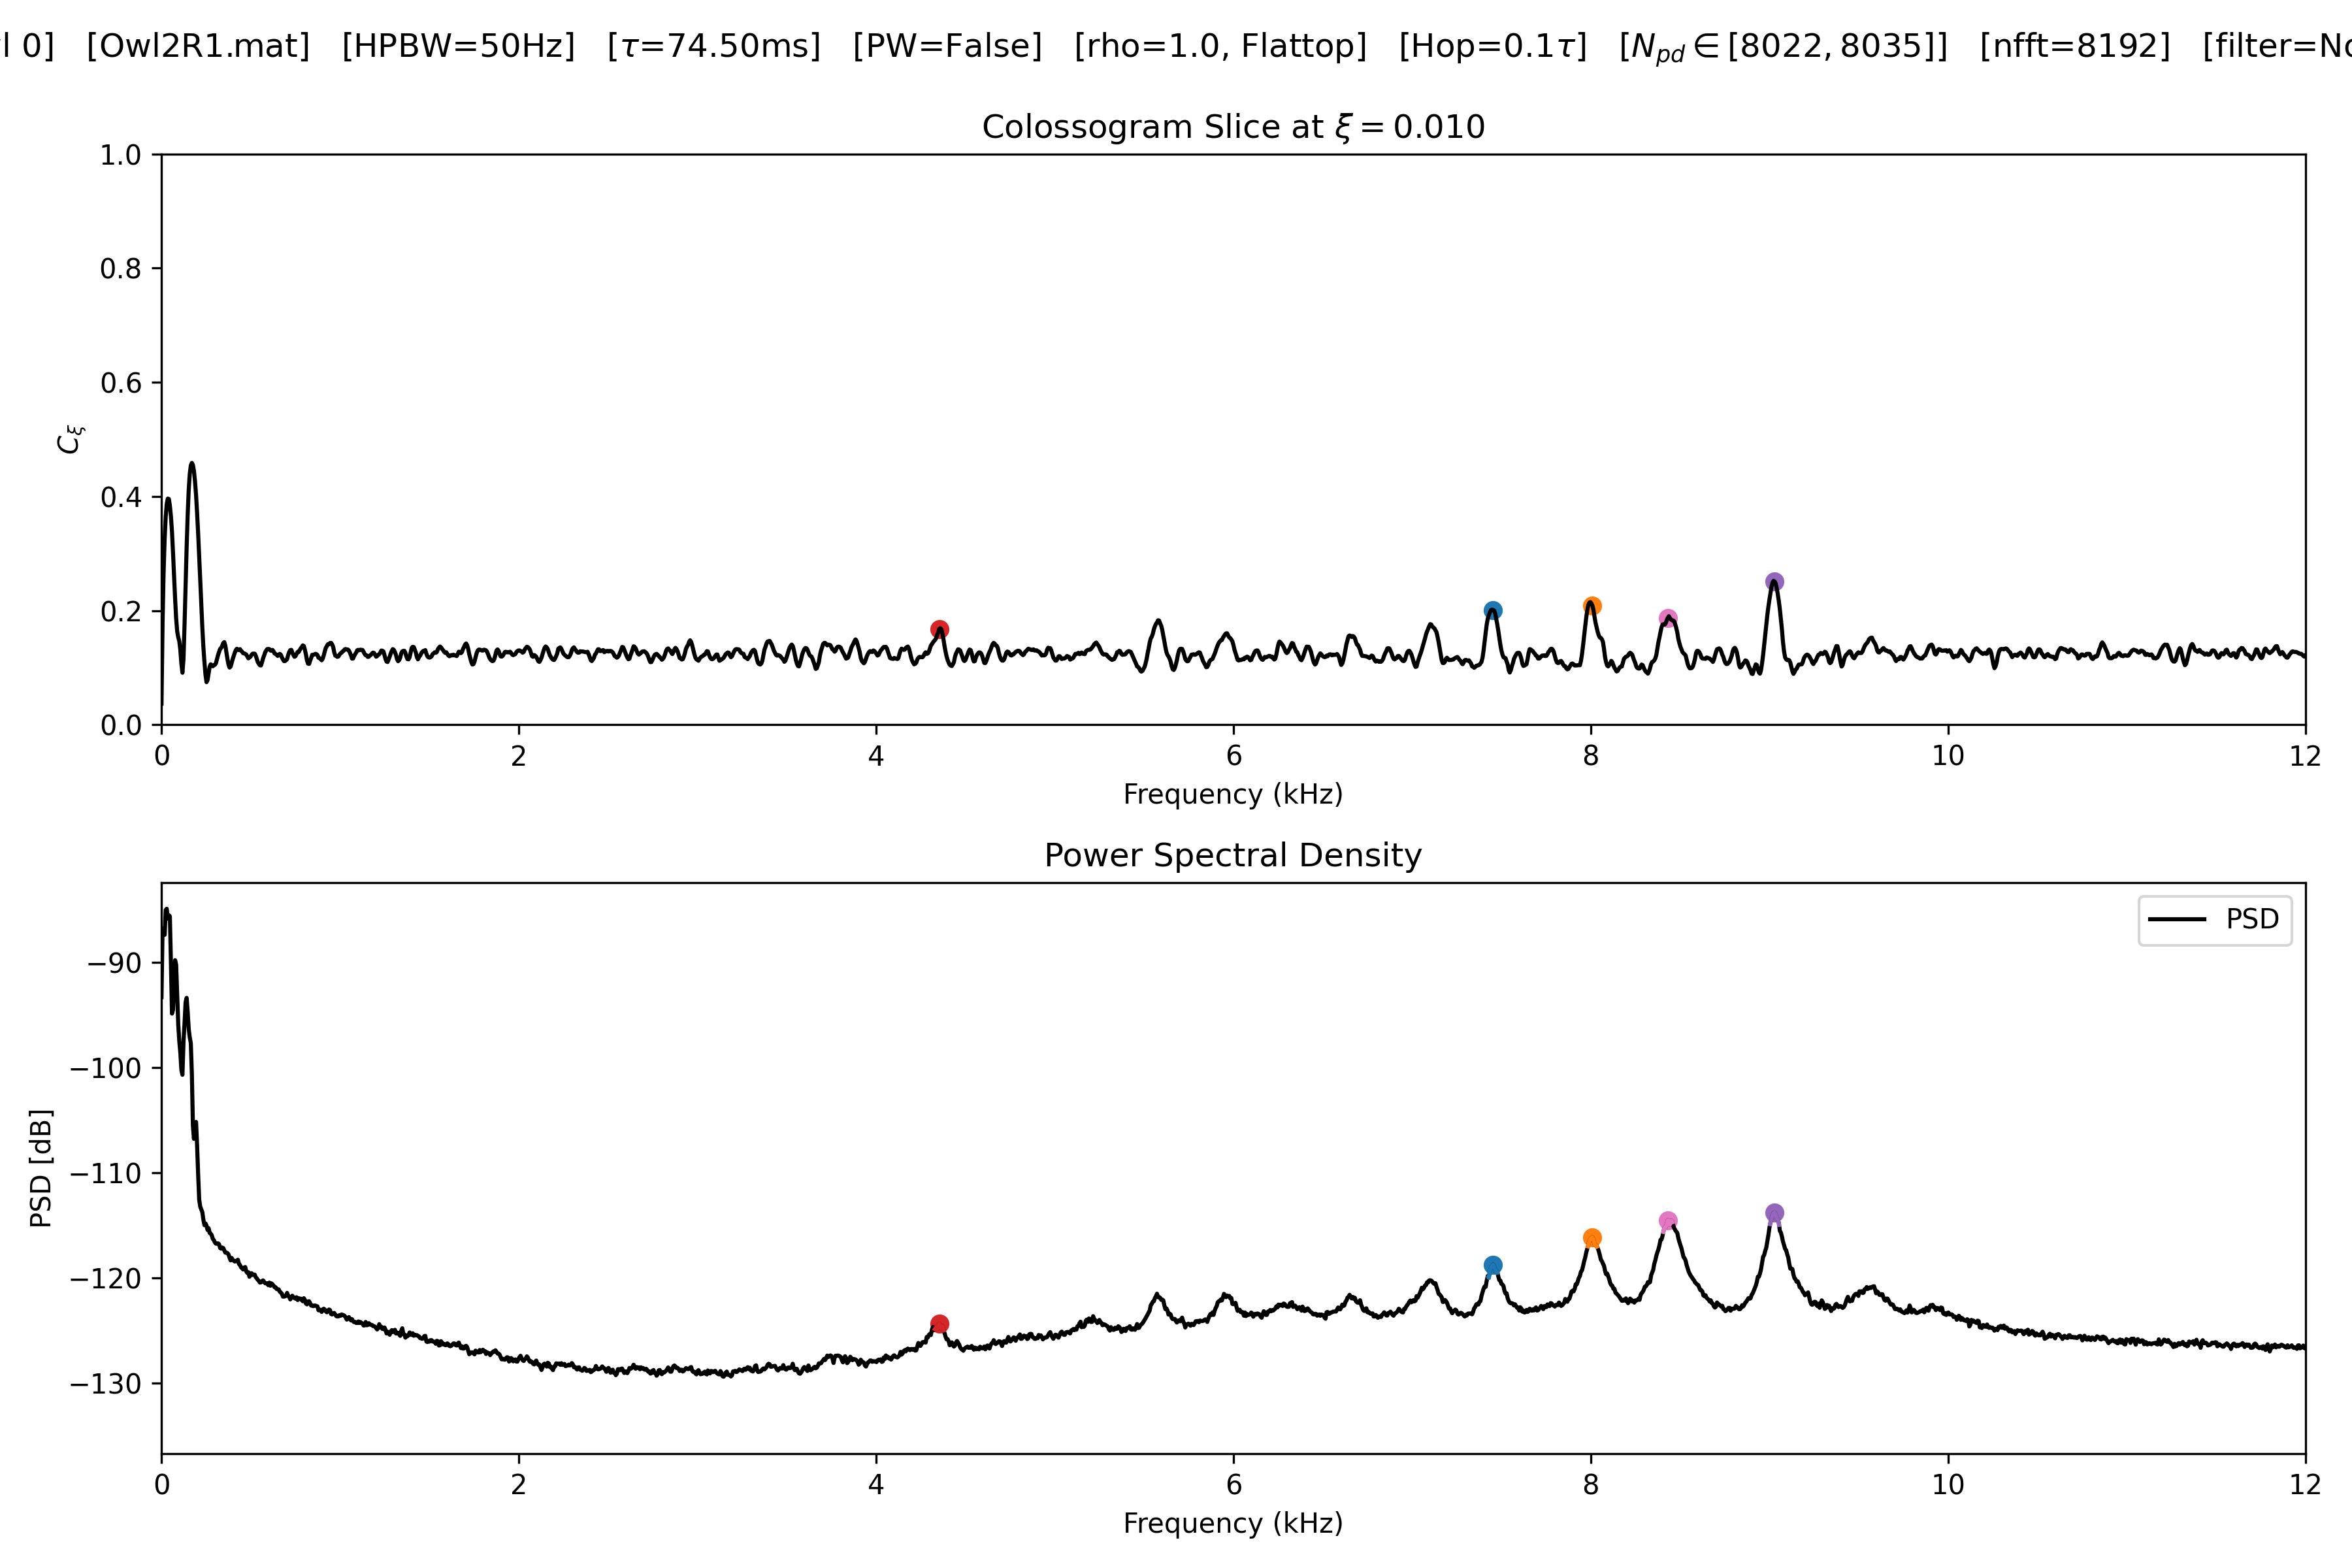 l 0] [Owl2R1.mat] [HPBW=50Hz] [τ=74.50ms] [PW=False] [rho=1.0, Flattop] [Hop=0.1τ] [N_pd ∈ [8022, 8035]] [nfft=8192] [filter=No
Colossogram Slice at ξ = 0.010
1.0
0.8
0.6
0.4
0.2
0.0
C_ξ
0 2 4 6 8 10 12
Frequency (kHz)
Power Spectral Density
PSD
−90
−100
−110
−120
−130
PSD [dB]
0 2 4 6 8 10 12
Frequency (kHz)